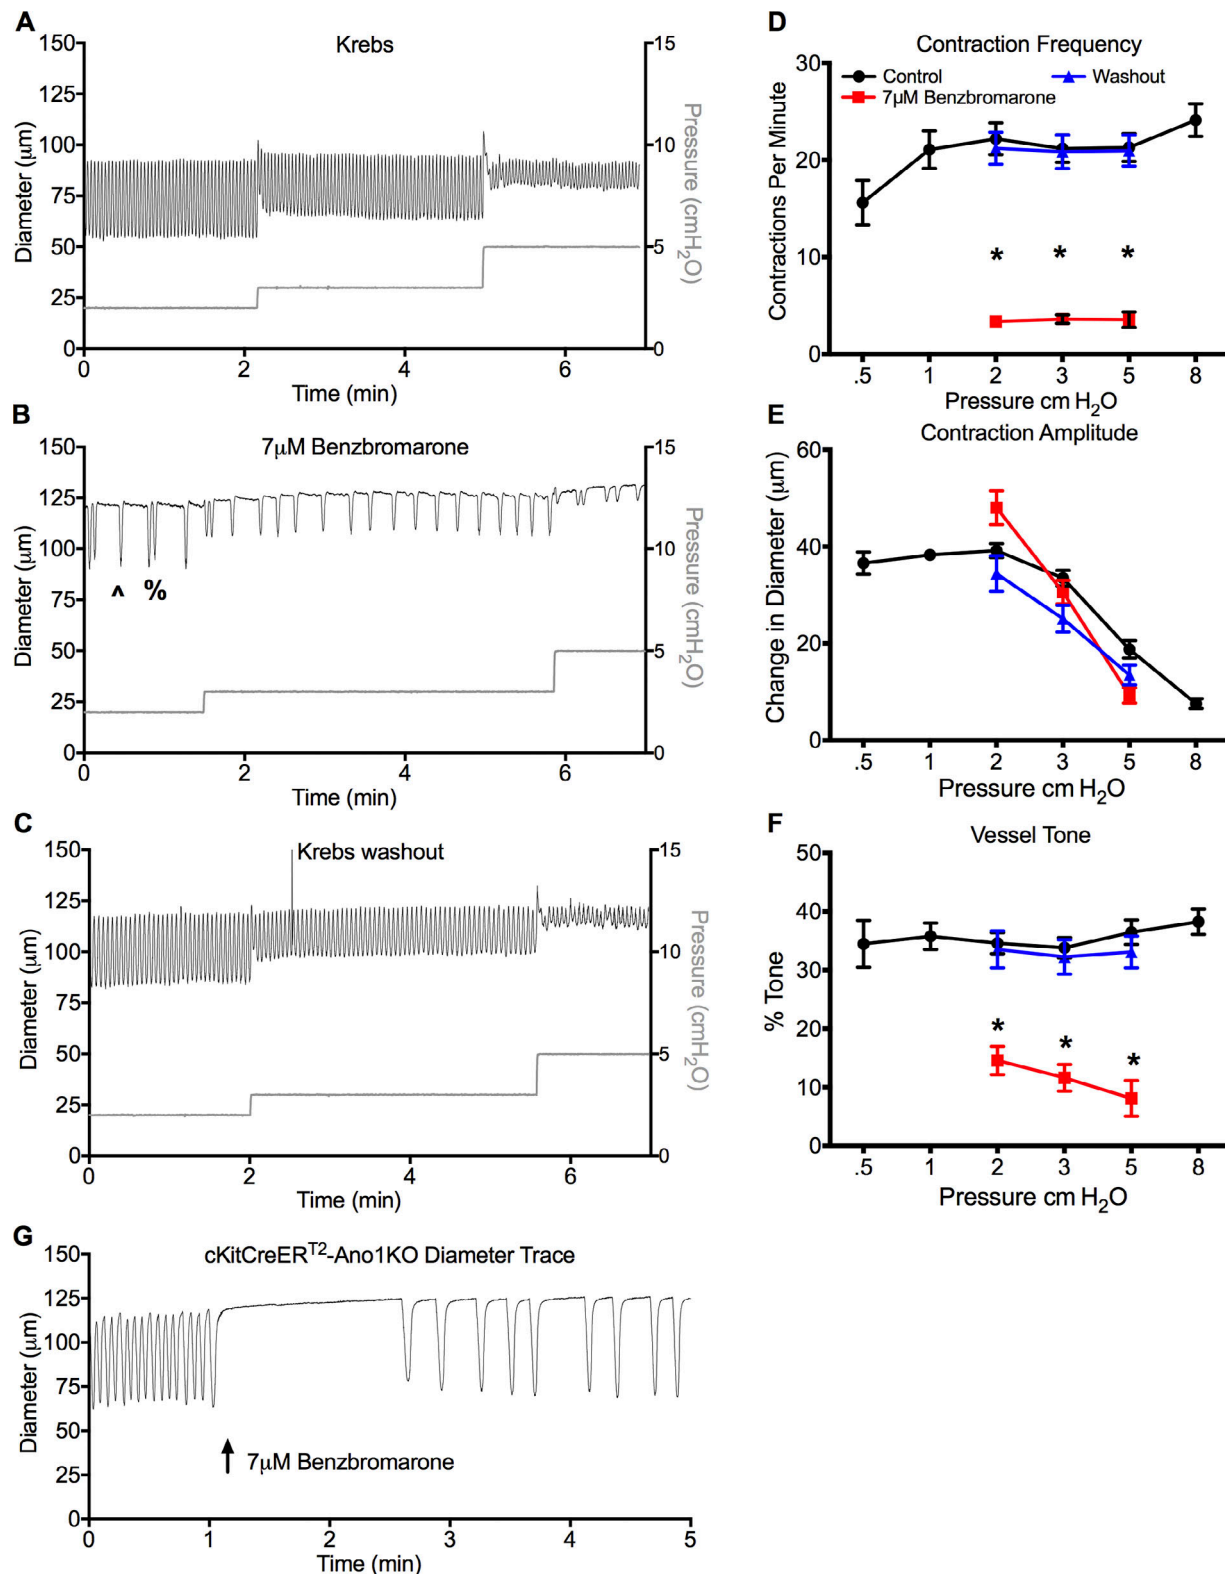 A
Krebs
150
125
100
75
50
25
0
Diameter (μm)
15
10
5
0
Pressure (cmH₂O)
0 2 4 6
Time (min)
B
7μM Benzbromarone
150
125
100
75
50
25
0
Diameter (μm)
^ %
15
10
5
0
Pressure (cmH₂O)
0 2 4 6
Time (min)
C
Krebs washout
150
125
100
75
50
25
0
Diameter (μm)
15
10
5
0
Pressure (cmH₂O)
0 2 4 6
Time (min)
G
cKitCreERᵀ²-Ano1KO Diameter Trace
150
125
100
75
50
25
0
Diameter (μm)
7μM Benzbromarone
0 1 2 3 4 5
Time (min)
D
Contraction Frequency
Control
Washout
7μM Benzbromarone
30
20
10
0
Contractions Per Minute
* * *
.5 1 2 3 5 8
Pressure cm H₂O
E
Contraction Amplitude
60
40
20
0
Change in Diameter (μm)
.5 1 2 3 5 8
Pressure cm H₂O
F
Vessel Tone
50
40
30
20
10
0
% Tone
* * *
.5 1 2 3 5 8
Pressure cm H₂O